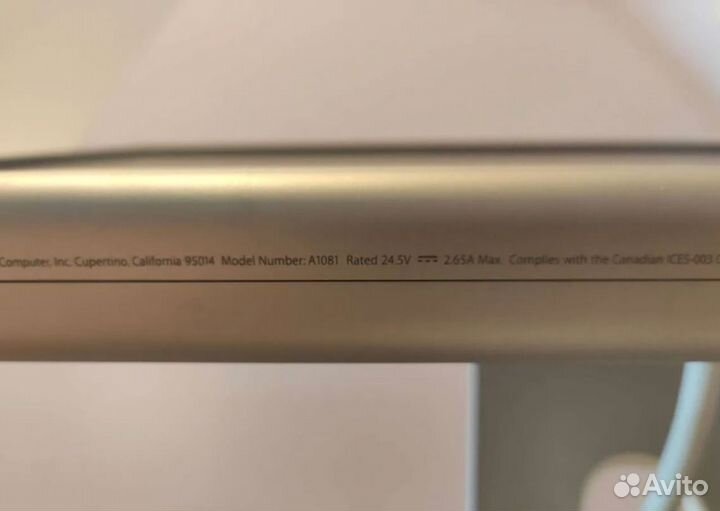 Computer, Inc. Cupertino, California 95014 Model Number: A1081 Rated 24.5V ⎓ 2.65A Max. Complies with the Canadian ICES-003
Avito